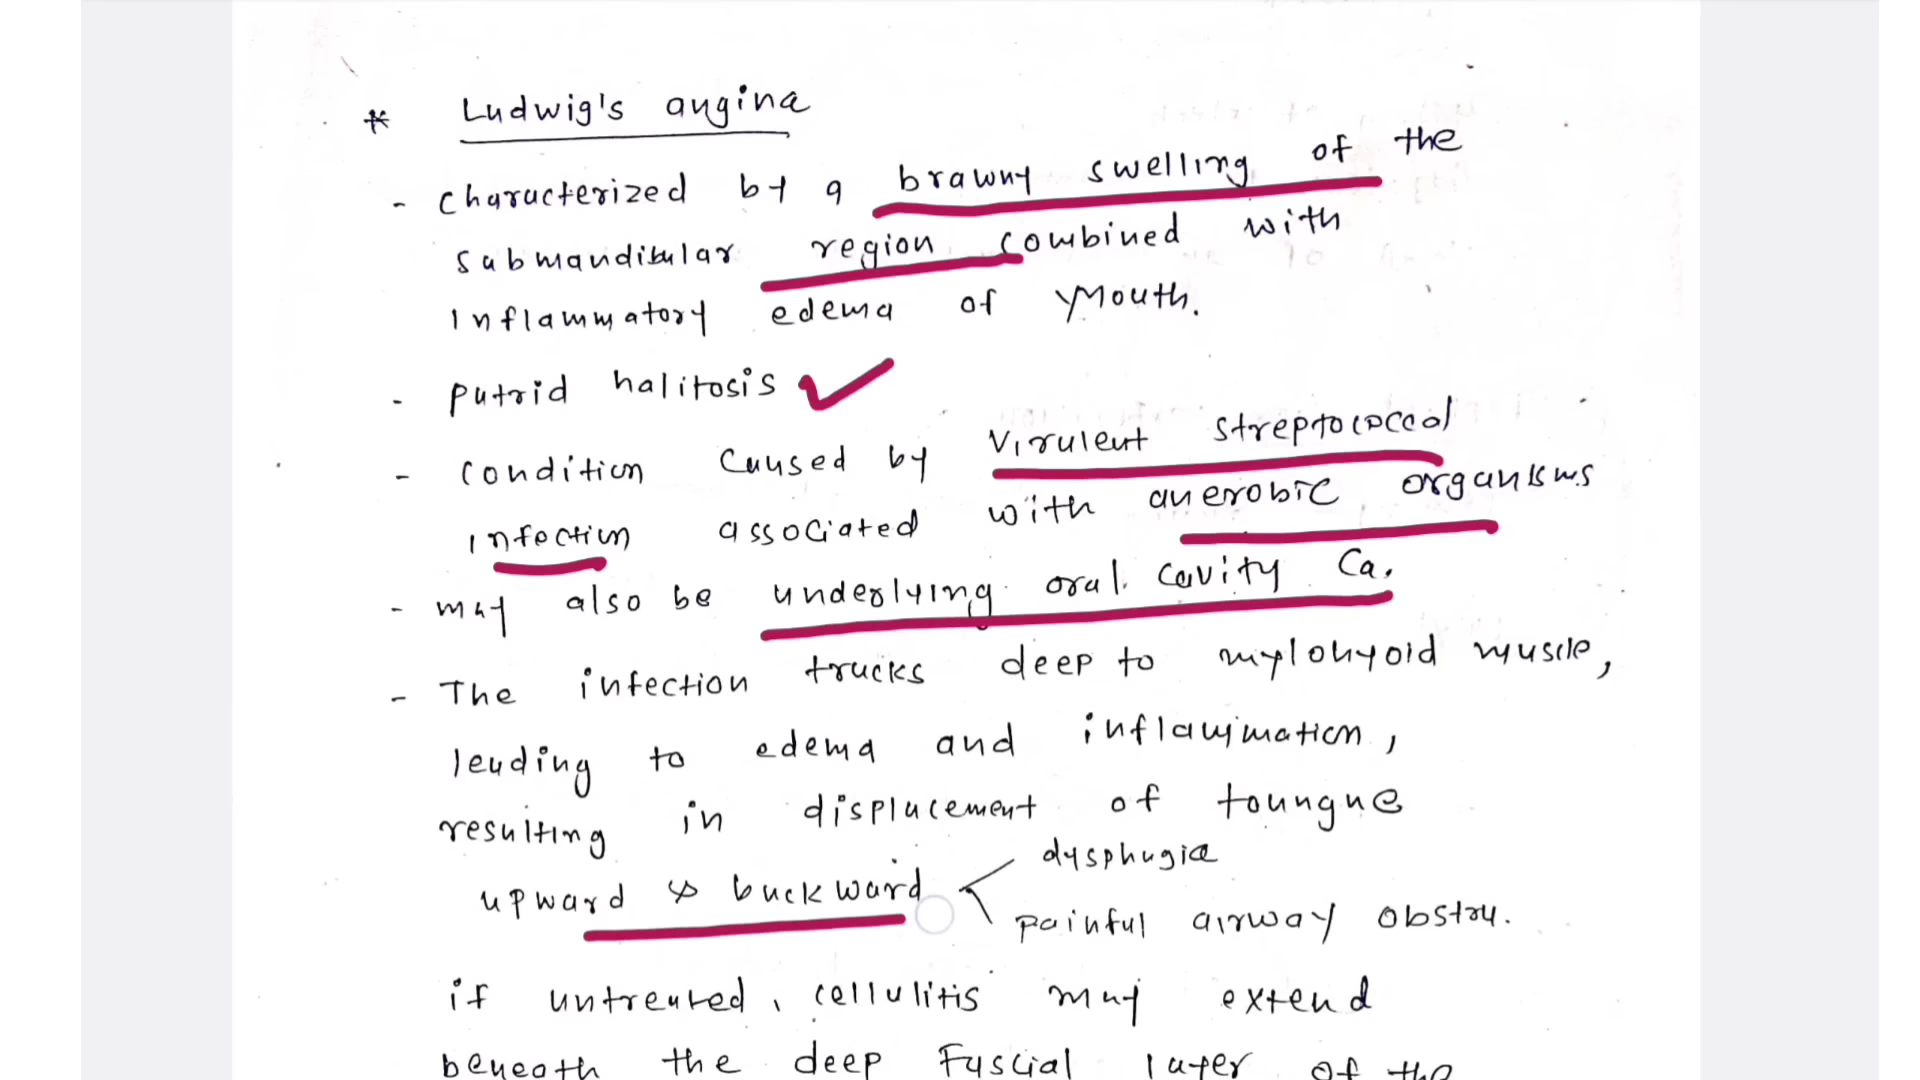 * Ludwig's angina
- characterized by a brawny swelling of the
submandibular region combined with
inflammatory edema of mouth.
- putrid halitosis ✓
- condition caused by virulent streptococcal
infection associated with anerobic organisms
- may also be underlying oral cavity Ca.
- The infection tracks deep to mylohyoid muscle,
leading to edema and inflammation,
resulting in displacement of toungue
upward & backward
dysphagia
painful airway obstru.
if untreated, cellulitis may extend
beneath the deep Fascial layer of the